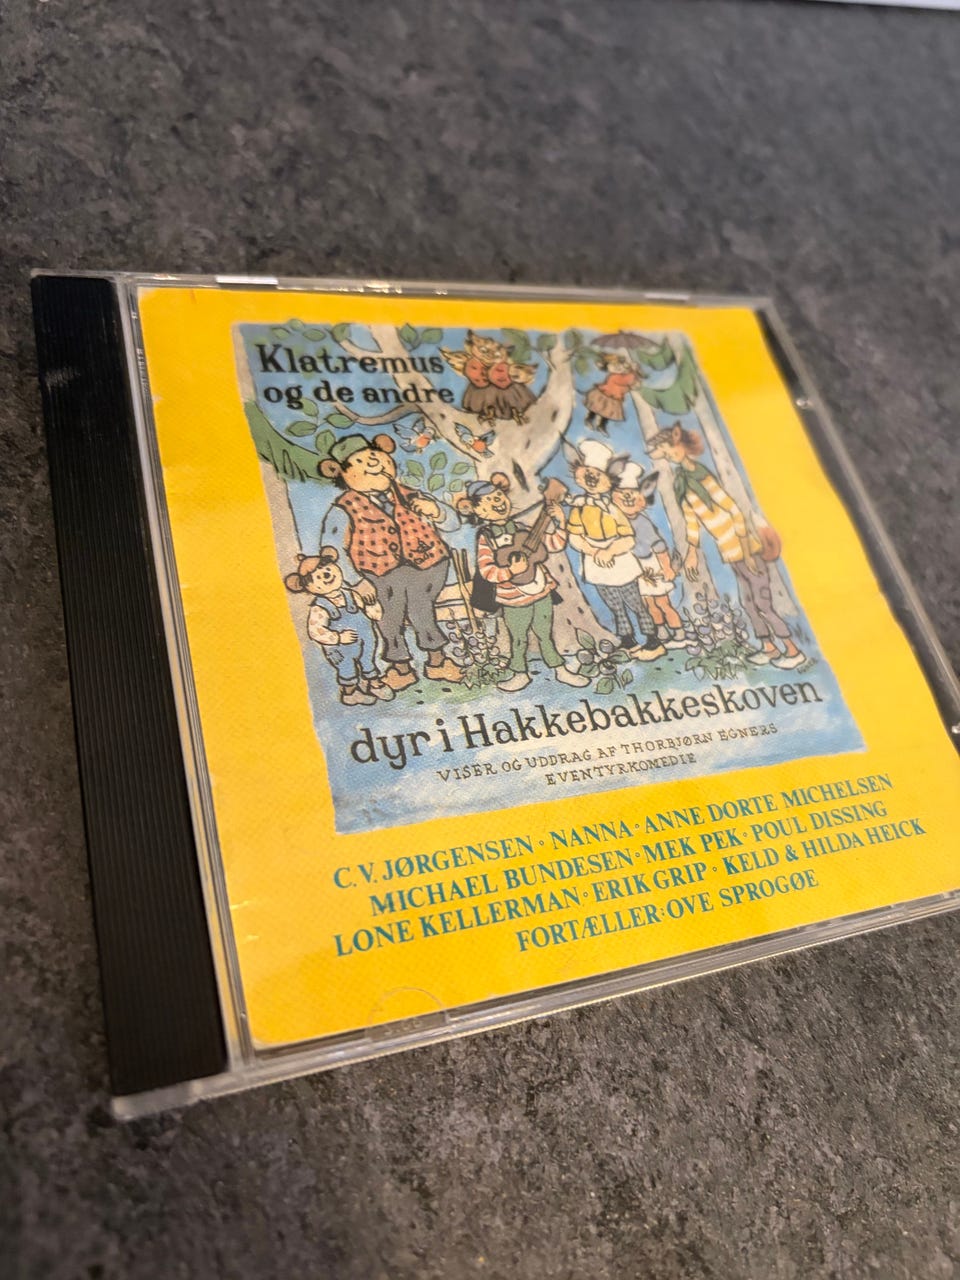 Klatremus
og de andre
dyr i Hakkebakkeskoven
VISER OG UDDRAG AF THORBJØRN EGNERS
EVENTYRKOMEDIE
C.V. JØRGENSEN · NANNA · ANNE DORTE MICHELSEN
MICHAEL BUNDESEN · MEK PEK · POUL DISSING
LONE KELLERMAN · ERIK GRIP · KELD & HILDA HEICK
FORTÆLLER: OVE SPROGØE